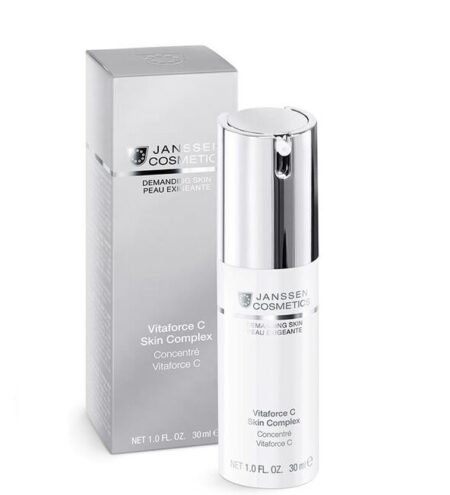 JANSSEN
COSMETICS
DEMANDING SKIN
PEAU EXIGEANTE
Vitaforce C
Skin Complex
Concentré
Vitaforce C
NET 1.0 FL. OZ. 30 ml ℮
JANSSEN
COSMETICS
DEMANDING SKIN
PEAU EXIGEANTE
Vitaforce C
Skin Complex
Concentré
Vitaforce C
NET 1.0 FL. OZ. 30 ml ℮